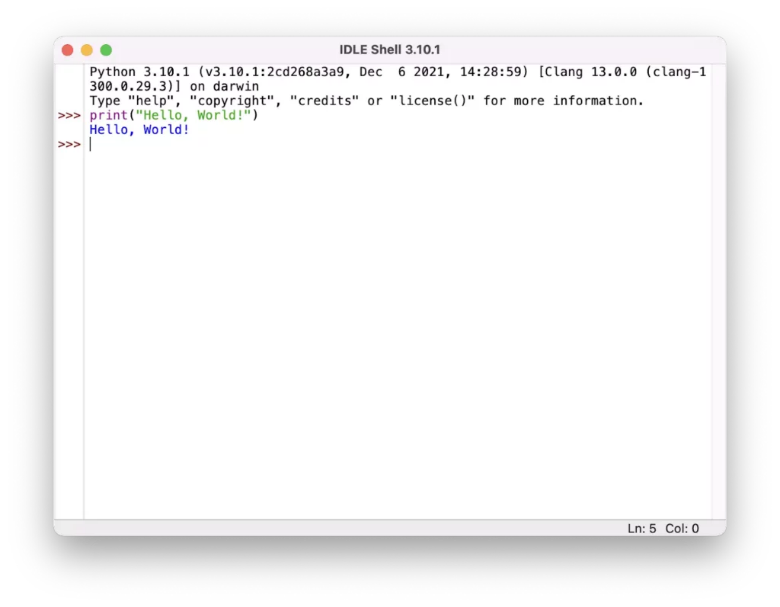 IDLE Shell 3.10.1
Python 3.10.1 (v3.10.1:2cd268a3a9, Dec  6 2021, 14:28:59) [Clang 13.0.0 (clang-1
300.0.29.3)] on darwin
Type "help", "copyright", "credits" or "license()" for more information.
>>> print("Hello, World!")
Hello, World!
>>>
Ln: 5  Col: 0